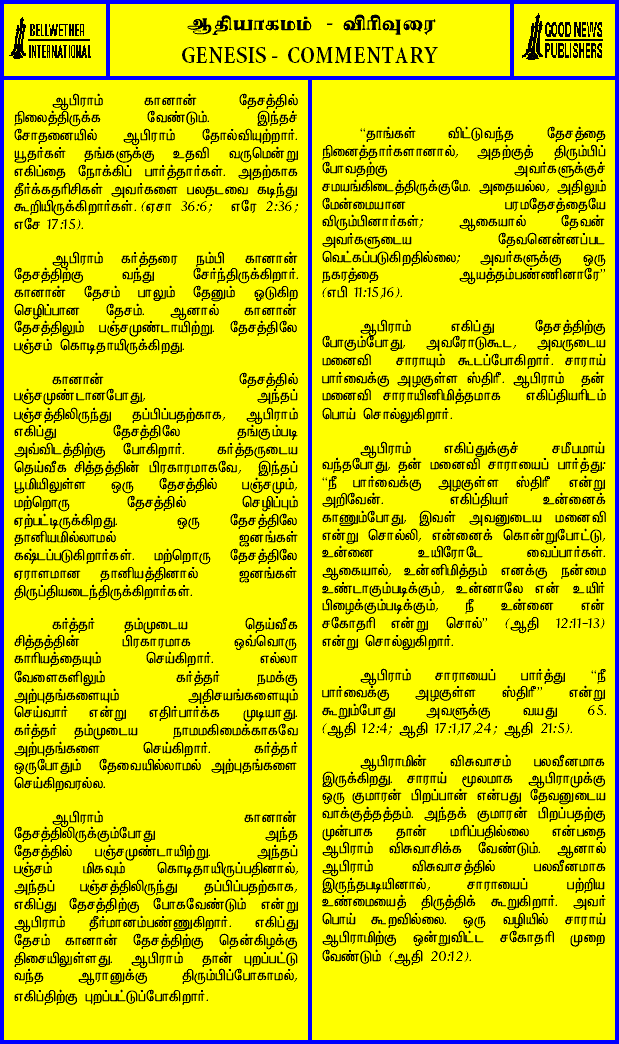 BELLWETHER
INTERNATIONAL
ஆதியாகமம் - விரிவுரை
GENESIS - COMMENTARY
GOOD NEWS
PUBLISHERS
ஆபிராம் கானான் தேசத்தில்
நிலைத்திருக்க வேண்டும். இந்தச்
சோதனையில் ஆபிராம் தோல்வியுற்றார்.
யூதர்கள் தங்களுக்கு உதவி வருமென்று
எகிப்தை நோக்கிப் பார்த்தார்கள். அதற்காக
தீர்க்கதரிசிகள் அவர்களை பலதடவை கடிந்து
கூறியிருக்கிறார்கள். (ஏசா 36:6; எரே 2:36;
எசே 17:15).
ஆபிராம் கர்த்தரை நம்பி கானான்
தேசத்திற்கு வந்து சேர்ந்திருக்கிறார்.
கானான் தேசம் பாலும் தேனும் ஓடுகிற
செழிப்பான தேசம். ஆனால் கானான்
தேசத்திலும் பஞ்சமுண்டாயிற்று. தேசத்திலே
பஞ்சம் கொடிதாயிருக்கிறது.
கானான் தேசத்தில்
பஞ்சமுண்டானபோது, அந்தப்
பஞ்சத்திலிருந்து தப்பிப்பதற்காக, ஆபிராம்
எகிப்து தேசத்திலே தங்கும்படி
அவ்விடத்திற்கு போகிறார். கர்த்தருடைய
தெய்வீக சித்தத்தின் பிரகாரமாகவே, இந்தப்
பூமியிலுள்ள ஒரு தேசத்தில் பஞ்சமும்,
மற்றொரு தேசத்தில் செழிப்பும்
ஏற்பட்டிருக்கிறது. ஒரு தேசத்திலே
தானியமில்லாமல் ஜனங்கள்
கஷ்டப்படுகிறார்கள். மற்றொரு தேசத்திலே
ஏராளமான தானியத்தினால் ஜனங்கள்
திருப்தியடைந்திருக்கிறார்கள்.
கர்த்தர் தம்முடைய தெய்வீக
சித்தத்தின் பிரகாரமாக ஒவ்வொரு
காரியத்தையும் செய்கிறார். எல்லா
வேளைகளிலும் கர்த்தர் நமக்கு
அற்புதங்களையும் அதிசயங்களையும்
செய்வார் என்று எதிர்பார்க்க முடியாது.
கர்த்தர் தம்முடைய நாமமகிமைக்காகவே
அற்புதங்களை செய்கிறார். கர்த்தர்
ஒருபோதும் தேவையில்லாமல் அற்புதங்களை
செய்கிறவரல்ல.
ஆபிராம் கானான்
தேசத்திலிருக்கும்போது அந்த
தேசத்தில் பஞ்சமுண்டாயிற்று. அந்தப்
பஞ்சம் மிகவும் கொடிதாயிருப்பதினால்,
அந்தப் பஞ்சத்திலிருந்து தப்பிப்பதற்காக,
எகிப்து தேசத்திற்கு போகவேண்டும் என்று
ஆபிராம் தீர்மானம்பண்ணுகிறார். எகிப்து
தேசம் கானான் தேசத்திற்கு தென்கிழக்கு
திசையிலுள்ளது. ஆபிராம் தான் புறப்பட்டு
வந்த ஆரானுக்கு திரும்பிப்போகாமல்,
எகிப்திற்கு புறப்பட்டுப்போகிறார்.
“தாங்கள் விட்டுவந்த தேசத்தை
நினைத்தார்களானால், அதற்குத் திரும்பிப்
போவதற்கு அவர்களுக்குச்
சமயங்கிடைத்திருக்குமே. அதையல்ல, அதிலும்
மேன்மையான பரமதேசத்தையே
விரும்பினார்கள்; ஆகையால் தேவன்
அவர்களுடைய தேவனென்னப்பட
வெட்கப்படுகிறதில்லை; அவர்களுக்கு ஒரு
நகரத்தை ஆயத்தம்பண்ணினாரே”
(எபி 11:15,16).
ஆபிராம் எகிப்து தேசத்திற்கு
போகும்போது, அவரோடுகூட, அவருடைய
மனைவி சாராயும் கூடப்போகிறார். சாராய்
பார்வைக்கு அழகுள்ள ஸ்திரீ. ஆபிராம் தன்
மனைவி சாராயினிமித்தமாக எகிப்தியரிடம்
பொய் சொல்லுகிறார்.
ஆபிராம் எகிப்துக்குச் சமீபமாய்
வந்தபோது, தன் மனைவி சாராயைப் பார்த்து:
“நீ பார்வைக்கு அழகுள்ள ஸ்திரீ என்று
அறிவேன். எகிப்தியர் உன்னைக்
காணும்போது, இவள் அவனுடைய மனைவி
என்று சொல்லி, என்னைக் கொன்றுபோட்டு,
உன்னை உயிரோடே வைப்பார்கள்.
ஆகையால், உன்னிமித்தம் எனக்கு நன்மை
உண்டாகும்படிக்கும், உன்னாலே என் உயிர்
பிழைக்கும்படிக்கும், நீ உன்னை என்
சகோதரி என்று சொல்” (ஆதி 12:11-13)
என்று சொல்லுகிறார்.
ஆபிராம் சாராயைப் பார்த்து “நீ
பார்வைக்கு அழகுள்ள ஸ்திரீ” என்று
கூறும்போது அவளுக்கு வயது 65.
(ஆதி 12:4; ஆதி 17:1,17,24; ஆதி 21:5).
ஆபிராமின் விசுவாசம் பலவீனமாக
இருக்கிறது. சாராய் மூலமாக ஆபிராமுக்கு
ஒரு குமாரன் பிறப்பான் என்பது தேவனுடைய
வாக்குத்தத்தம். அந்தக் குமாரன் பிறப்பதற்கு
முன்பாக தான் மரிப்பதில்லை என்பதை
ஆபிராம் விசுவாசிக்க வேண்டும். ஆனால்
ஆபிராம் விசுவாசத்தில் பலவீனமாக
இருந்தபடியினால், சாராயைப் பற்றிய
உண்மையைத் திருத்திக் கூறுகிறார். அவர்
பொய் கூறவில்லை. ஒரு வழியில் சாராய்
ஆபிராமிற்கு ஒன்றுவிட்ட சகோதரி முறை
வேண்டும் (ஆதி 20:12).